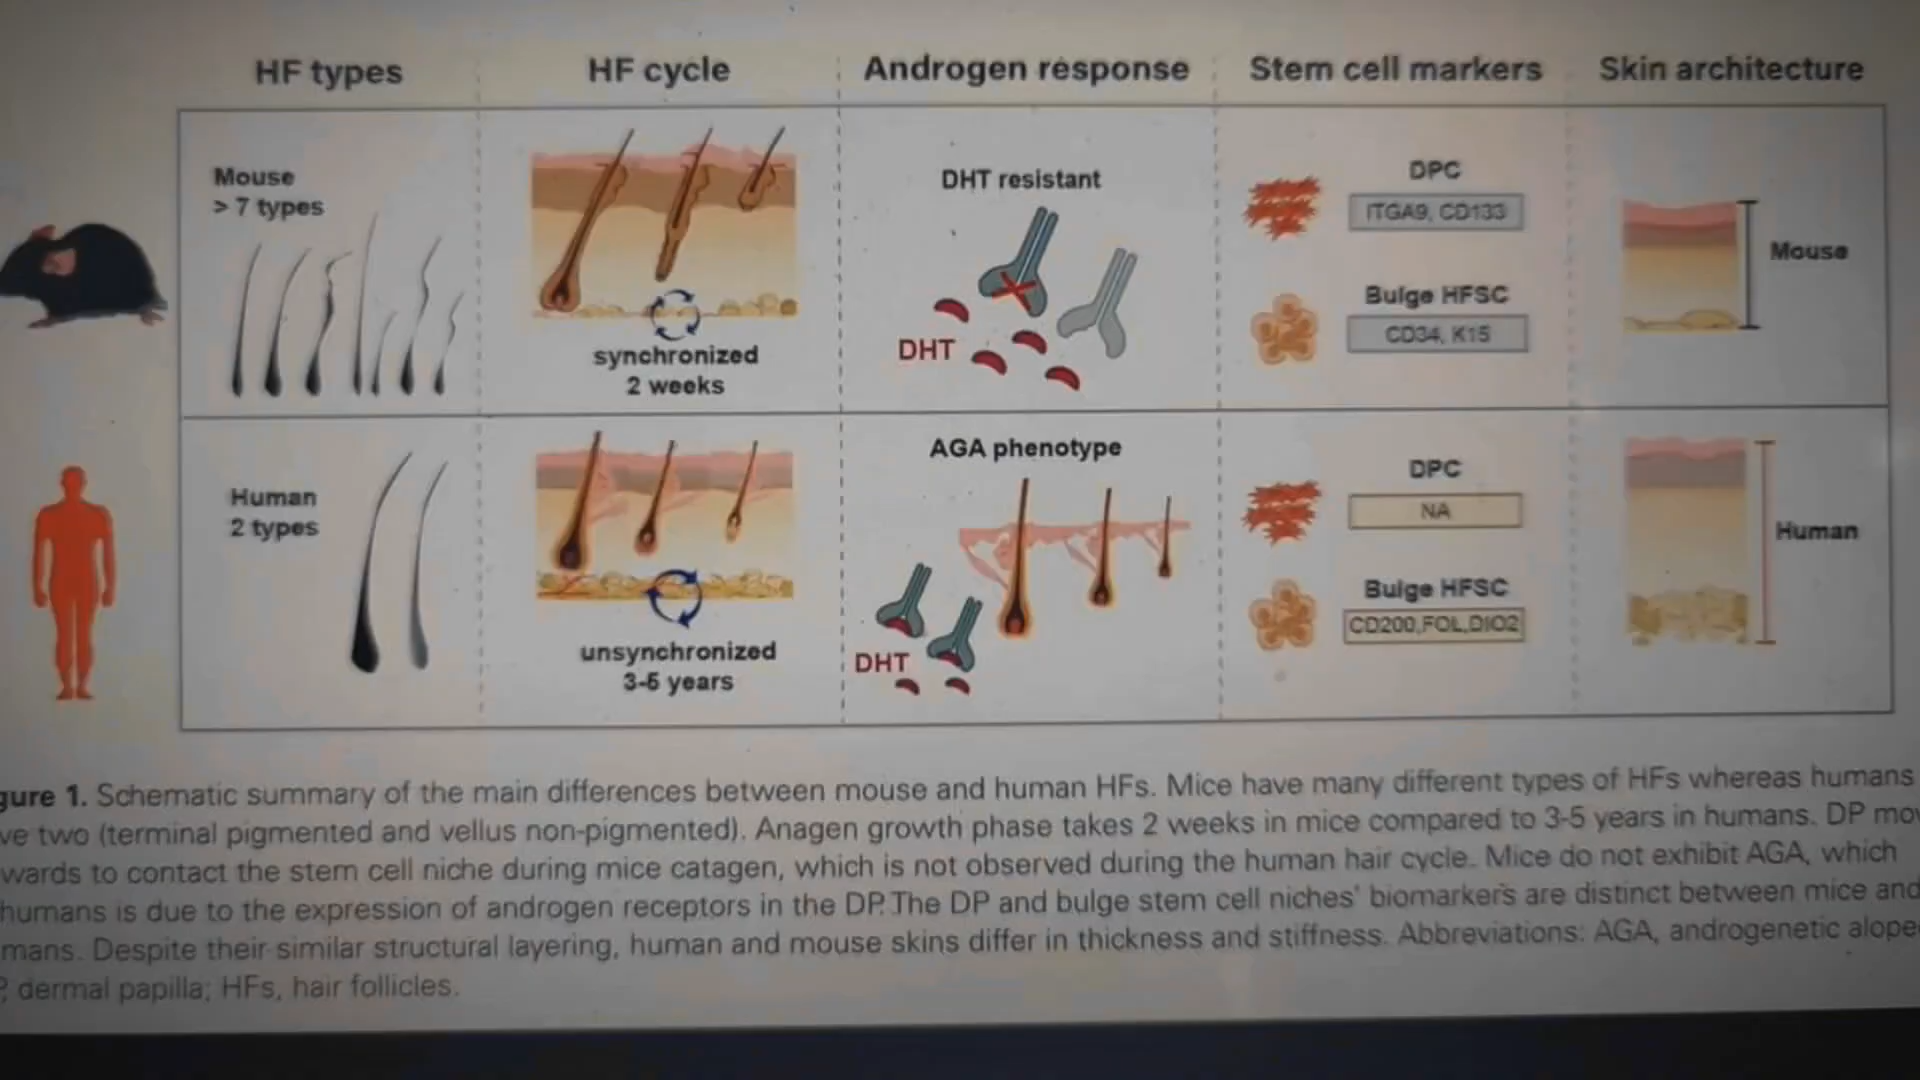 HF types
HF cycle
Androgen response
Stem cell markers
Skin architecture
Mouse
> 7 types
synchronized
2 weeks
DHT resistant
DHT
DPC
ITGA9, CD133
Bulge HFSC
CD34, K15
Mouse
Human
2 types
unsynchronized
3-5 years
AGA phenotype
DHT
DPC
NA
Bulge HFSC
CD200,FOL,DIO2
Human
gure 1. Schematic summary of the main differences between mouse and human HFs. Mice have many different types of HFs whereas humans
ve two (terminal pigmented and vellus non-pigmented). Anagen growth phase takes 2 weeks in mice compared to 3-5 years in humans. DP mov
wards to contact the stem cell niche during mice catagen, which is not observed during the human hair cycle. Mice do not exhibit AGA, which
humans is due to the expression of androgen receptors in the DP. The DP and bulge stem cell niches' biomarkers are distinct between mice and
mans. Despite their similar structural layering, human and mouse skins differ in thickness and stiffness. Abbreviations: AGA, androgenetic alope
P, dermal papilla; HFs, hair follicles.